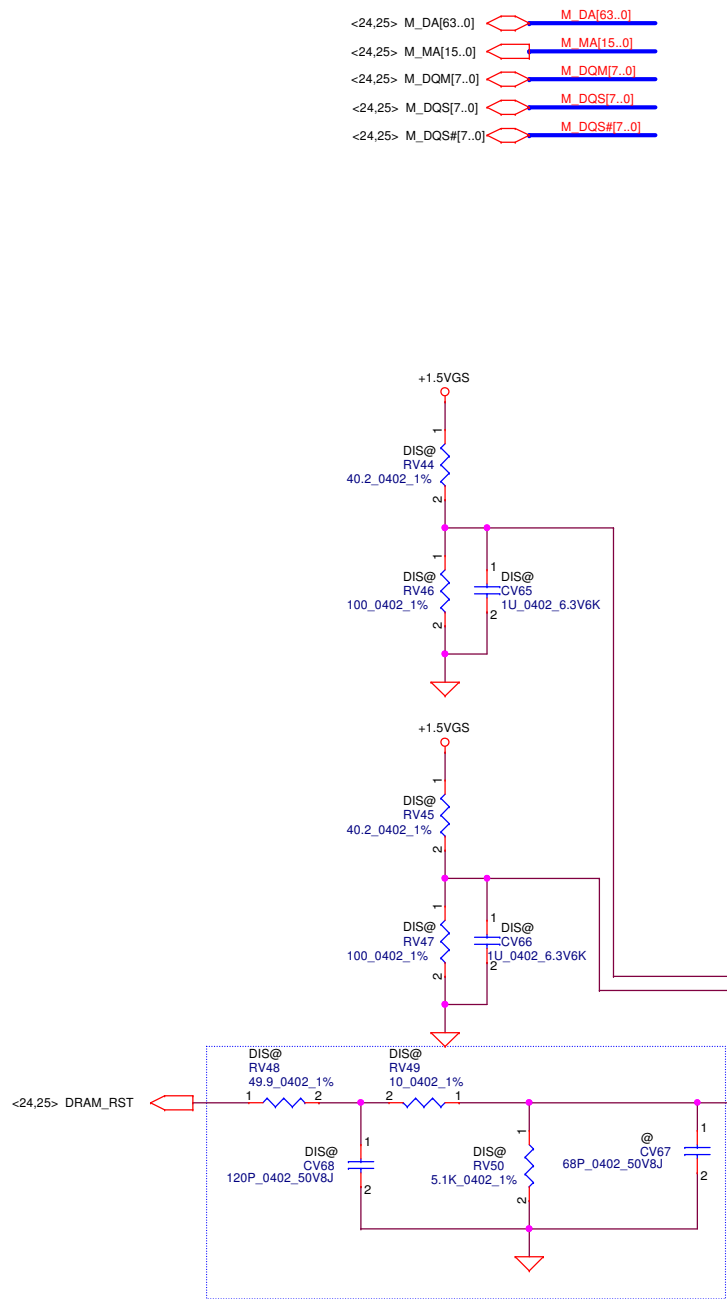 <24,25> M_DA[63..0] M_DA[63..0]
<24,25> M_MA[15..0] M_MA[15..0]
<24,25> M_DQM[7..0] M_DQM[7..0]
<24,25> M_DQS[7..0] M_DQS[7..0]
<24,25> M_DQS#[7..0] M_DQS#[7..0]
+1.5VGS
1
DIS@
RV44
40.2_0402_1%
2
1
DIS@
RV46
100_0402_1%
2
1
DIS@
CV65
1U_0402_6.3V6K
2
+1.5VGS
1
DIS@
RV45
40.2_0402_1%
2
1
DIS@
RV47
100_0402_1%
2
1
DIS@
CV66
1U_0402_6.3V6K
2
<24,25> DRAM_RST
DIS@
RV48
49.9_0402_1%
1 2
DIS@
RV49
10_0402_1%
2 1
1
DIS@
CV68
120P_0402_50V8J
2
1
DIS@
RV50
5.1K_0402_1%
2
1
@
CV67
68P_0402_50V8J
2